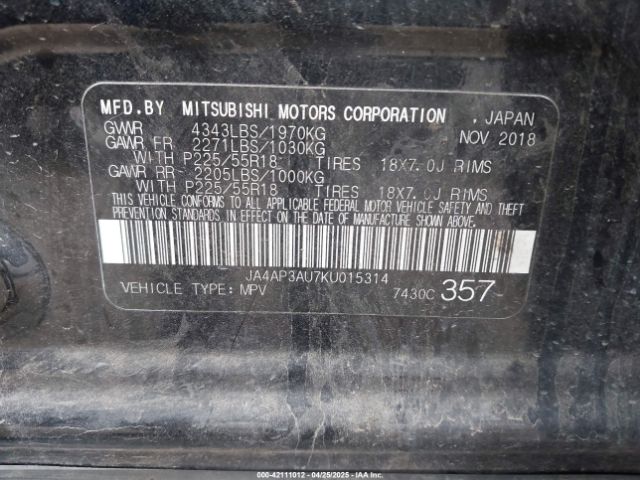 MFD.BY MITSUBISHI MOTORS CORPORATION , JAPAN
GVWR 4343LBS/1970KG NOV 2018
GAWR FR 2271LBS/1030KG
WITH P225/55R18 TIRES 18X7.0J RIMS
GAWR RR 2205LBS/1000KG
WITH P225/55R18 TIRES 18X7.0J RIMS
THIS VEHICLE CONFORMS TO ALL APPLICABLE FEDERAL MOTOR VEHICLE SAFETY AND THEFT
PREVENTION STANDARDS IN EFFECT ON THE DATE OF MANUFACTURE SHOWN ABOVE.
JA4AP3AU7KU015314
VEHICLE TYPE: MPV 7430C 357
000-42111012 04/25/2025 IAAI.COM